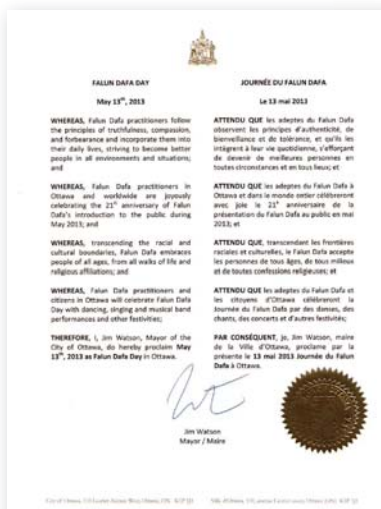 FALUN DAFA DAY
May 13th, 2013
WHEREAS, Falun Dafa practitioners follow
the principles of truthfulness, compassion,
and forbearance and incorporate them into
their daily lives, striving to become better
people in all environments and situations;
and
WHEREAS, Falun Dafa practitioners in
Ottawa and worldwide are joyously
celebrating the 21st anniversary of Falun
Dafa's introduction to the public during
May 2013; and
WHEREAS, transcending the racial and
cultural boundaries, Falun Dafa embraces
people of all ages, from all walks of life and
religious affiliations; and
WHEREAS, Falun Dafa practitioners and
citizens in Ottawa will celebrate Falun Dafa
Day with dancing, singing and musical band
performances and other festivities;
THEREFORE, I, Jim Watson, Mayor of the
City of Ottawa, do hereby proclaim May
13th, 2013 as Falun Dafa Day in Ottawa.
JOURNÉE DU FALUN DAFA
Le 13 mai 2013
ATTENDU QUE les adeptes du Falun Dafa
observent les principes d'authenticité, de
bienveillance et de tolérance, et qu'ils les
intègrent à leur vie quotidienne, s'efforçant
de devenir de meilleures personnes en
toutes circonstances et en tous lieux; et
ATTENDU QUE les adeptes du Falun Dafa à
Ottawa et dans le monde entier célébreront
avec joie le 21e anniversaire de la
présentation du Falun Dafa au public en mai
2013; et
ATTENDU QUE, transcendant les frontières
raciales et culturelles, le Falun Dafa accepte
les personnes de tous âges, de tous milieux
et de toutes confessions religieuses; et
ATTENDU QUE les adeptes du Falun Dafa et
les citoyens d'Ottawa célébreront la
Journée du Falun Dafa par des danses, des
chants, des concerts et d'autres festivités;
PAR CONSÉQUENT, je, Jim Watson, maire
de la Ville d'Ottawa, proclame par la
présente le 13 mai 2013 Journée du Falun
Dafa à Ottawa.
Jim Watson
Mayor / Maire